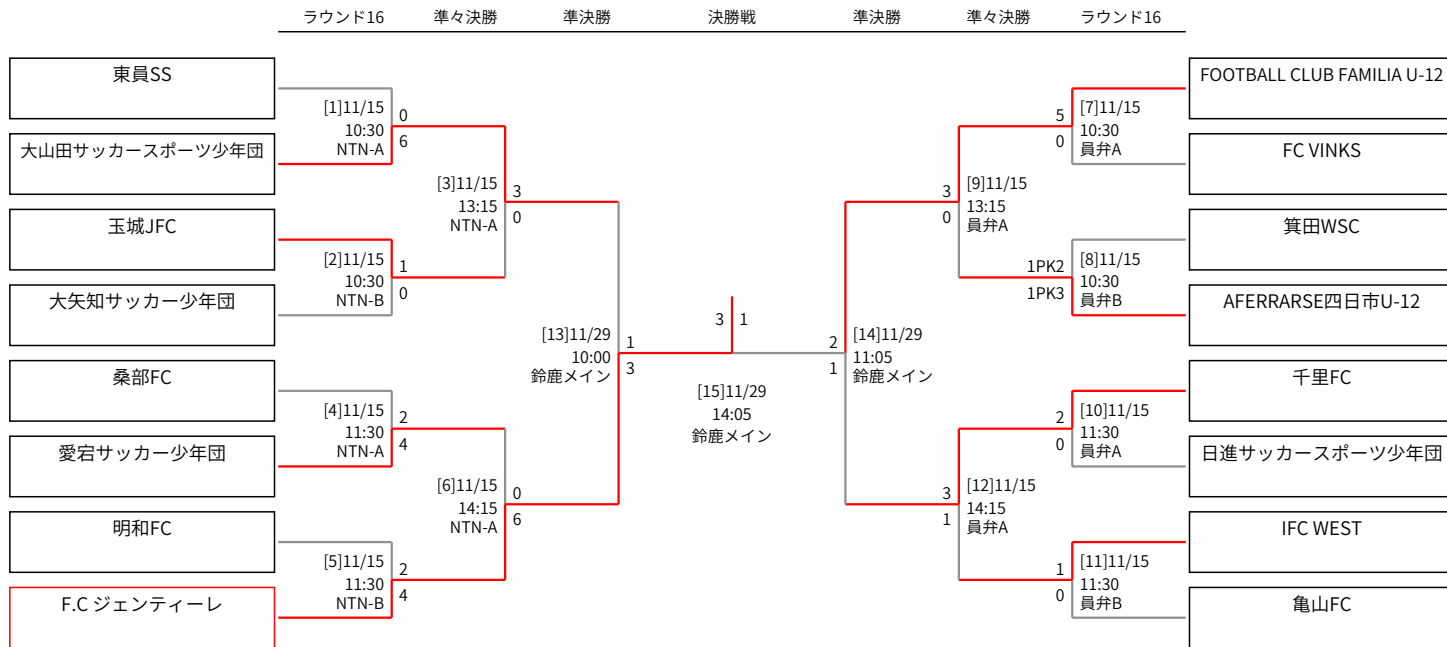 ラウンド16
準々決勝
準決勝
決勝戦
準決勝
準々決勝
ラウンド16
東員SS
大山田サッカースポーツ少年団
玉城JFC
大矢知サッカー少年団
桑部FC
愛宕サッカー少年団
明和FC
F.C ジェンティーレ
[1]11/15
10:30
NTN-A
0
6
[2]11/15
10:30
NTN-B
1
0
[4]11/15
11:30
NTN-A
2
4
[5]11/15
11:30
NTN-B
2
4
[3]11/15
13:15
NTN-A
3
0
[6]11/15
14:15
NTN-A
0
6
[13]11/29
10:00
鈴鹿メイン
1
3
3
1
[15]11/29
14:05
鈴鹿メイン
2
1
[14]11/29
11:05
鈴鹿メイン
3
0
[9]11/15
13:15
員弁A
3
1
[12]11/15
14:15
員弁A
5
0
[7]11/15
10:30
員弁A
1PK2
1PK3
[8]11/15
10:30
員弁B
2
0
[10]11/15
11:30
員弁A
1
0
[11]11/15
11:30
員弁B
FOOTBALL CLUB FAMILIA U-12
FC VINKS
箕田WSC
AFERRARSE四日市U-12
千里FC
日進サッカースポーツ少年団
IFC WEST
亀山FC